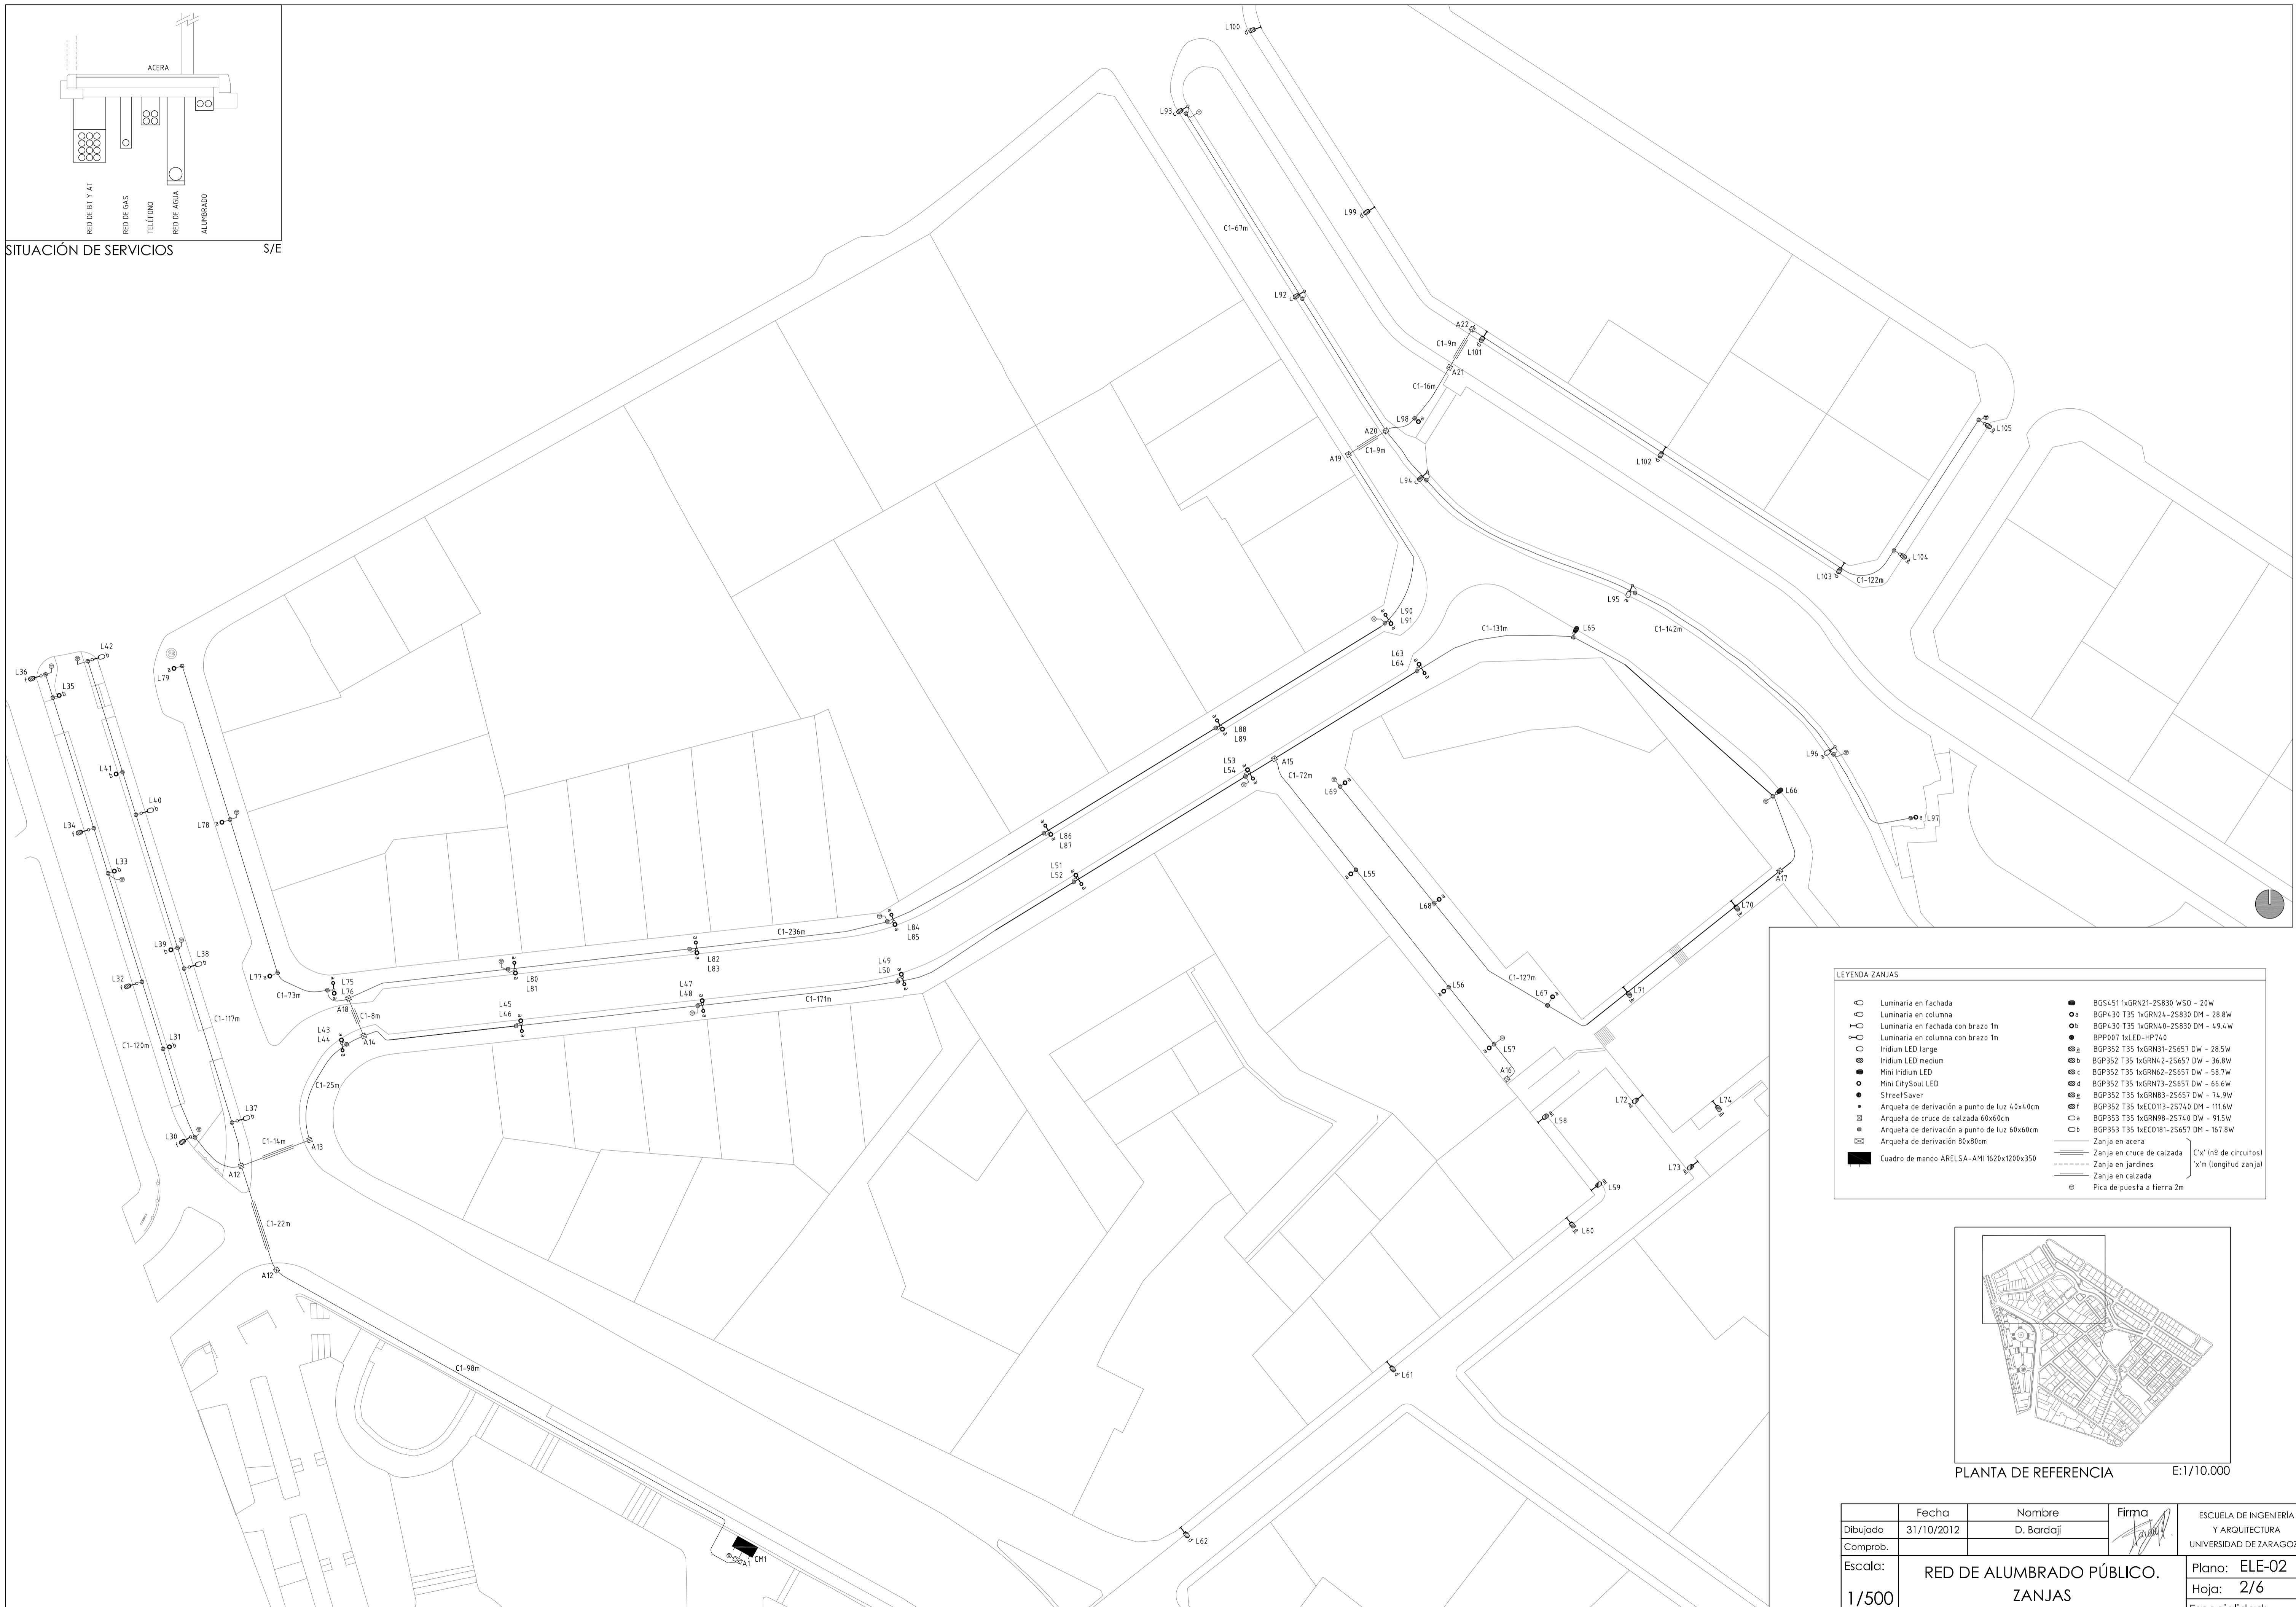 ACERA
RED DE BT Y AT
RED DE GAS
TELÉFONO
RED DE AGUA
ALUMBRADO
SITUACIÓN DE SERVICIOS
S/E
L100
L93
c
L99
d
C1-67m
L92
c
A22
C1-9m
L101
d
A21
C1-16m
L98
a
A20
C1-9m
A19
L94
c
L102
d
L105
a
L104
a
L103
d
C1-122m
L95
a
C1-142m
L90
L91
a
a
C1-131m
L65
L63
L64
a
a
L42
b
L36
f
L35
b
L79
a
L88
L89
a
a
L96
a
L41
b
L53
L54
a
a
A15
C1-72m
L69
a
L66
L40
b
L34
f
L78
a
L86
L87
a
a
L97
a
L33
b
L51
L52
a
a
L55
a
A17
L68
a
L70
a
L39
b
L38
b
L84
L85
a
a
C1-236m
L82
L83
a
a
L80
L81
a
a
L77
a
L32
f
C1-73m
L75
L76
a
a
A18
C1-8m
L49
L50
a
a
L47
L48
a
a
C1-171m
L45
L46
a
a
L56
a
C1-127m
L67
a
L71
a
C1-117m
L43
L44
a
a
A14
L31
b
C1-120m
L57
a
A16
C1-25m
L37
b
L30
f
C1-14m
A13
A12
L58
a
L72
a
L74
a
L73
a
L59
a
L60
a
C1-22m
A12
C1-98m
L61
c
L62
c
A1
CM1
LEYENDA ZANJAS
Luminaria en fachada
Luminaria en columna
Luminaria en fachada con brazo 1m
Luminaria en columna con brazo 1m
Iridium LED large
Iridium LED medium
Mini Iridium LED
Mini CitySoul LED
StreetSaver
Arqueta de derivación a punto de luz 40x40cm
Arqueta de cruce de calzada 60x60cm
Arqueta de derivación a punto de luz 60x60cm
Arqueta de derivación 80x80cm
Cuadro de mando ARELSA-AMI 1620x1200x350
BGS451 1xGRN21-2S830 WSO - 20W
a BGP430 T35 1xGRN24-2S830 DM - 28.8W
b BGP430 T35 1xGRN40-2S830 DM - 49.4W
BPP007 1xLED-HP740
a BGP352 T35 1xGRN31-2S657 DW - 28.5W
b BGP352 T35 1xGRN42-2S657 DW - 36.8W
c BGP352 T35 1xGRN62-2S657 DW - 58.7W
d BGP352 T35 1xGRN73-2S657 DW - 66.6W
e BGP352 T35 1xGRN83-2S657 DW - 74.9W
f BGP352 T35 1xECO113-2S740 DM - 111.6W
a BGP353 T35 1xGRN98-2S740 DM - 91.5W
b BGP353 T35 1xECO181-2S657 DM - 167.8W
Zanja en acera
Zanja en cruce de calzada
Zanja en jardines
Zanja en calzada
C'x' (nº de circuitos)
'x'm (longitud zanja)
Pica de puesta a tierra 2m
PLANTA DE REFERENCIA
E:1/10.000
Fecha
Nombre
Firma
Dibujado
31/10/2012
D. Bardají
Comprob.
ESCUELA DE INGENIERÍA
Y ARQUITECTURA
UNIVERSIDAD DE ZARAGOZ
Escala:
1/500
RED DE ALUMBRADO PÚBLICO.
ZANJAS
Plano: ELE-02
Hoja: 2/6